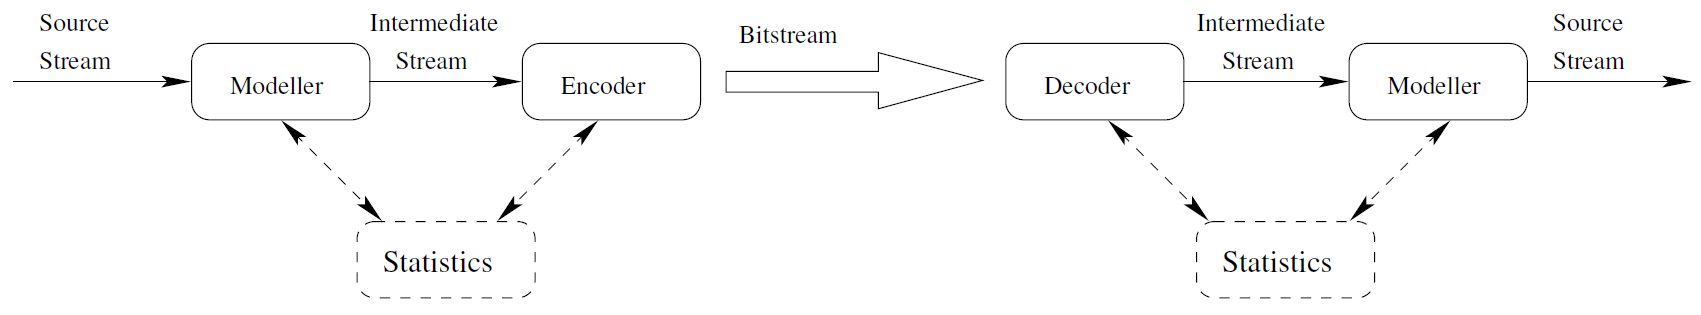 Source
Stream
Modeller
Intermediate
Stream
Encoder
Bitstream
Decoder
Intermediate
Stream
Modeller
Source
Stream
Statistics
Statistics